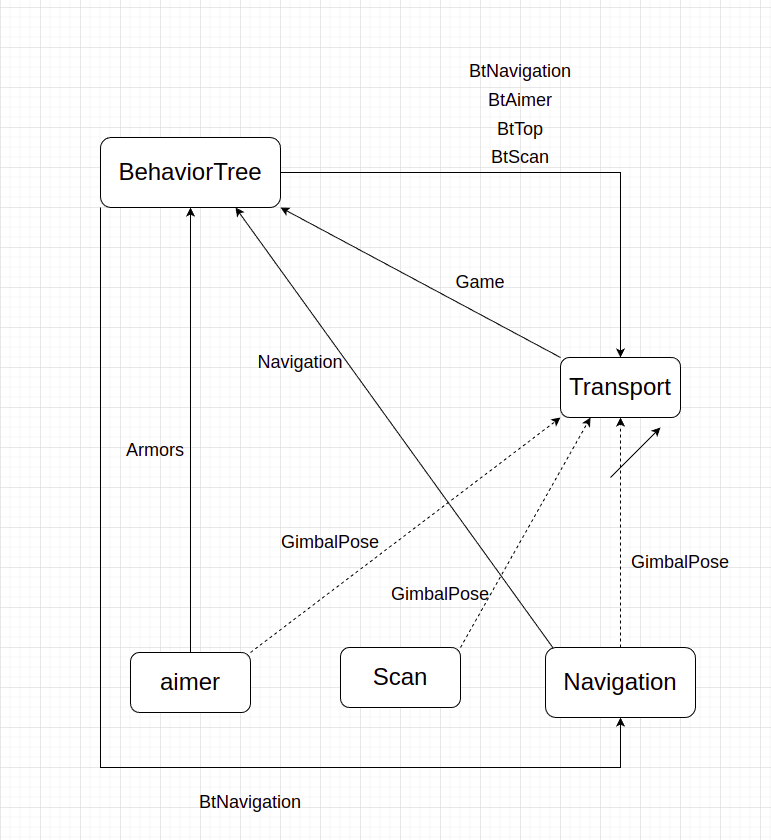 BtNavigation
BtAimer
BtTop
BtScan
BehaviorTree
Game
Navigation
Transport
Armors
GimbalPose
GimbalPose
GimbalPose
aimer
Scan
Navigation
BtNavigation